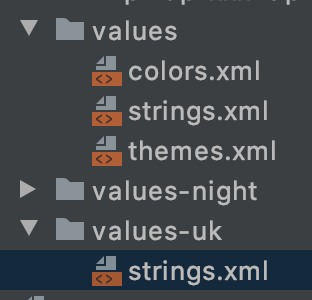 values
colors.xml
strings.xml
themes.xml
values-night
values-uk
strings.xml